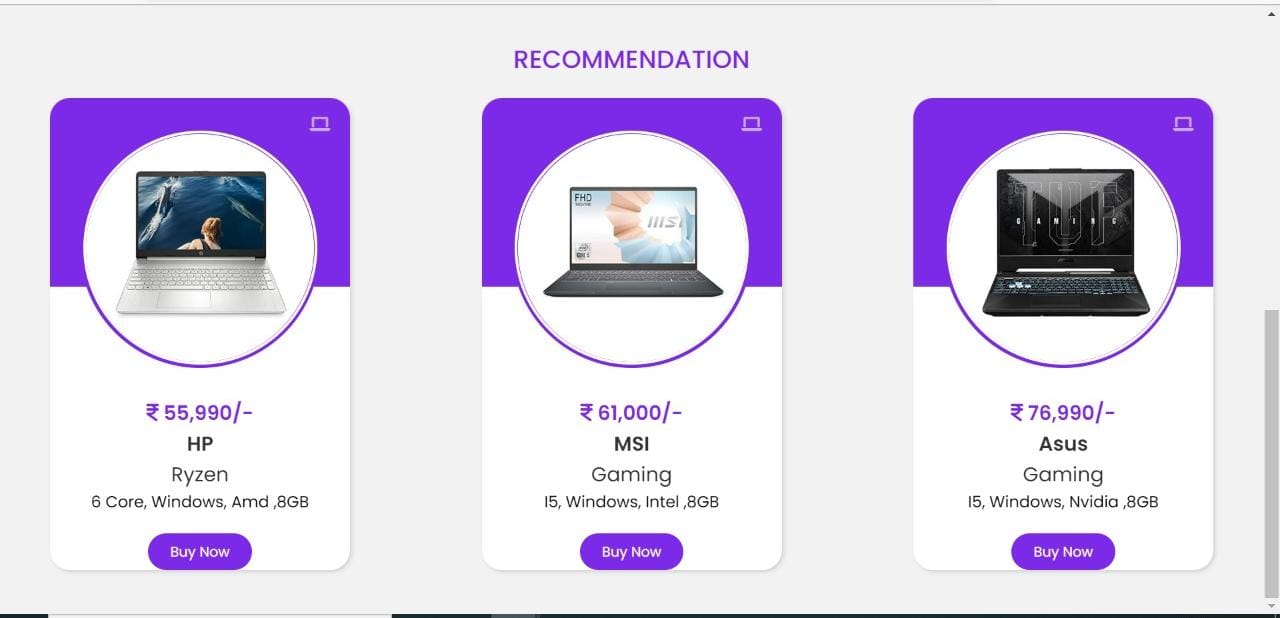 RECOMMENDATION
₹ 55,990/-
HP
Ryzen
6 Core, Windows, Amd ,8GB
Buy Now
FHD
msi
₹ 61,000/-
MSI
Gaming
I5, Windows, Intel ,8GB
Buy Now
TUF
GAMING
₹ 76,990/-
Asus
Gaming
I5, Windows, Nvidia ,8GB
Buy Now